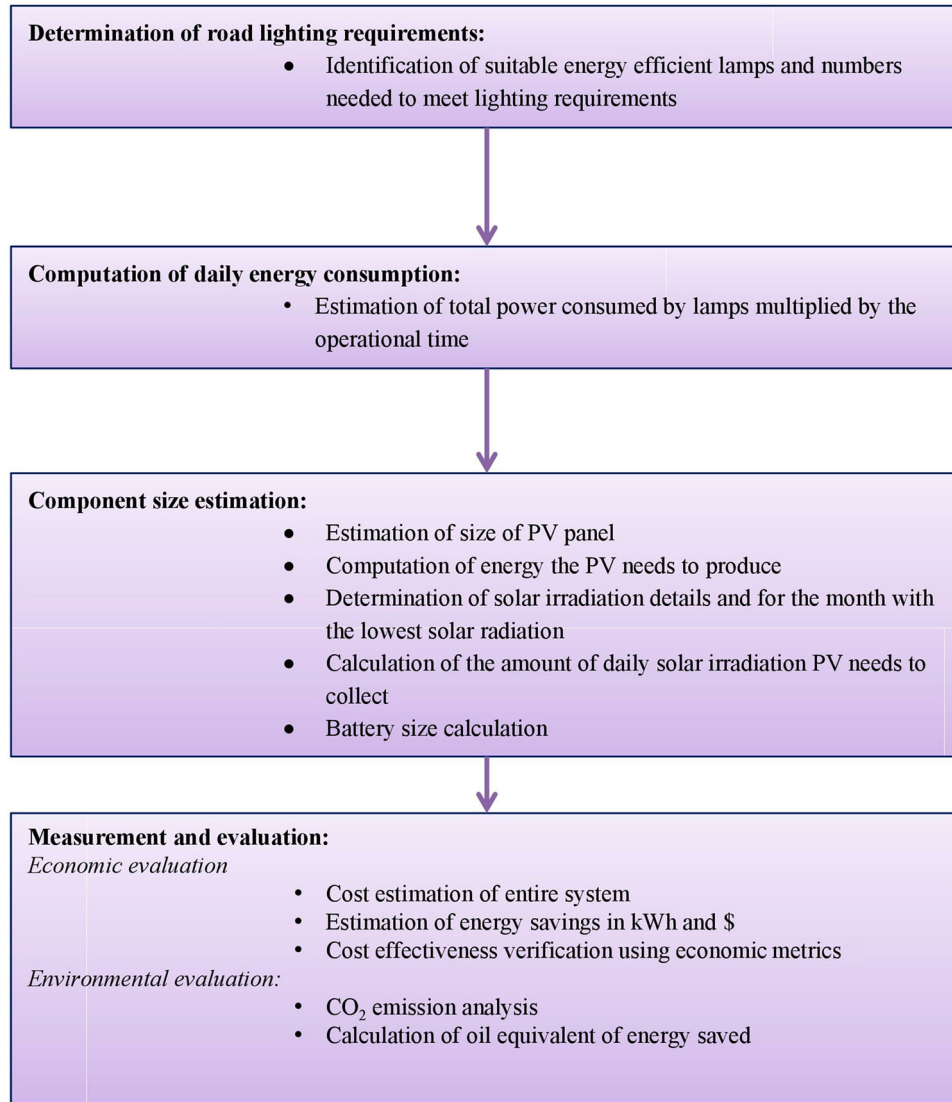 Determination of road lighting requirements:
● Identification of suitable energy efficient lamps and numbers
needed to meet lighting requirements
Computation of daily energy consumption:
• Estimation of total power consumed by lamps multiplied by the
operational time
Component size estimation:
● Estimation of size of PV panel
● Computation of energy the PV needs to produce
● Determination of solar irradiation details and for the month with
the lowest solar radiation
● Calculation of the amount of daily solar irradiation PV needs to
collect
● Battery size calculation
Measurement and evaluation:
Economic evaluation
• Cost estimation of entire system
• Estimation of energy savings in kWh and $
• Cost effectiveness verification using economic metrics
Environmental evaluation:
• CO₂ emission analysis
• Calculation of oil equivalent of energy saved